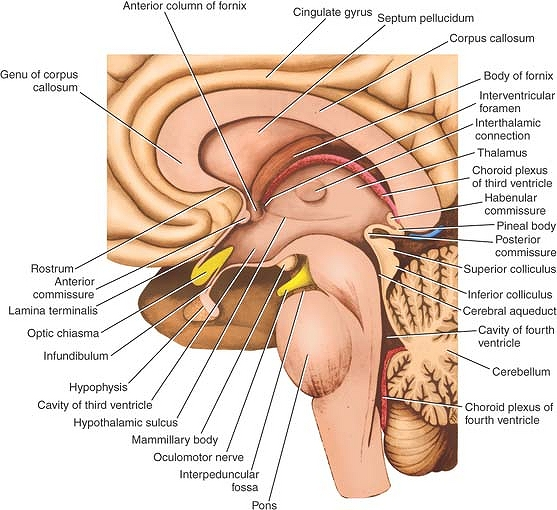 Anterior column of fornix
Cingulate gyrus
Septum pellucidum
Corpus callosum
Genu of corpus
callosum
Body of fornix
Interventricular
foramen
Interthalamic
connection
Thalamus
Choroid plexus
of third ventricle
Habenular
commissure
Pineal body
Posterior
commissure
Superior colliculus
Inferior colliculus
Cerebral aqueduct
Cavity of fourth
ventricle
Cerebellum
Choroid plexus of
fourth ventricle
Rostrum
Anterior
commissure
Lamina terminalis
Optic chiasma
Infundibulum
Hypophysis
Cavity of third ventricle
Hypothalamic sulcus
Mammillary body
Oculomotor nerve
Interpeduncular
fossa
Pons